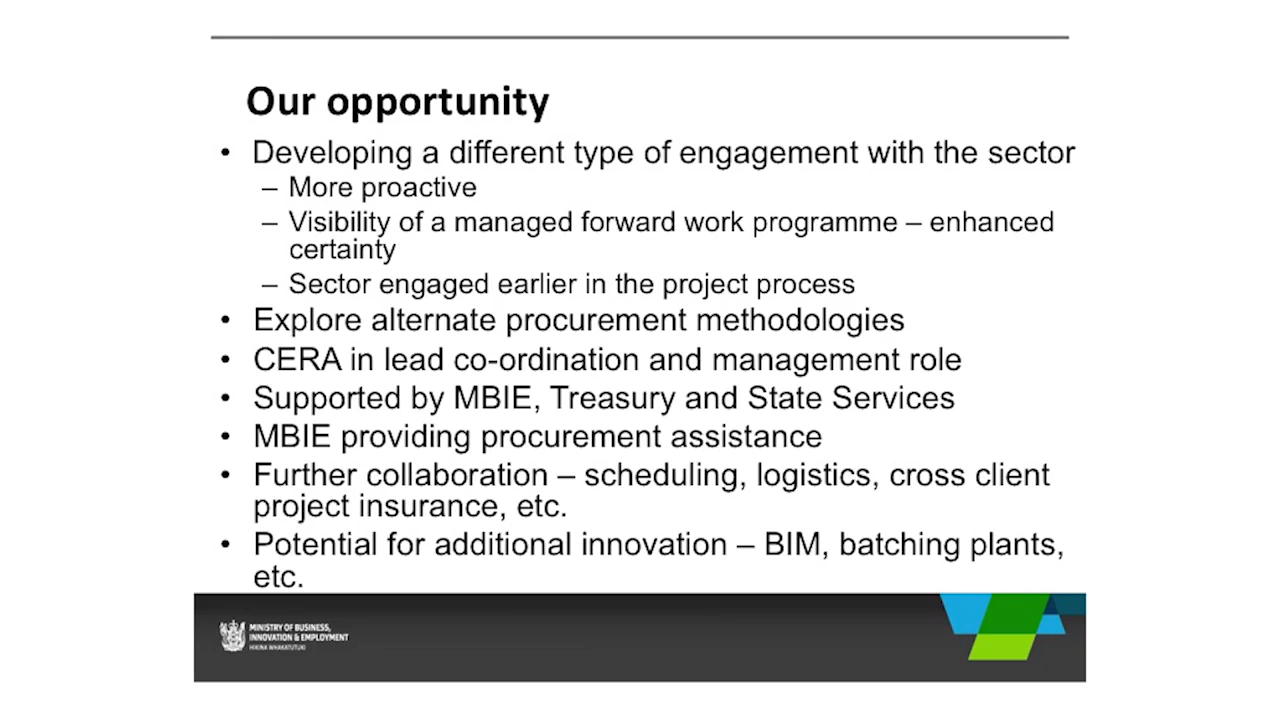 Our opportunity
• Developing a different type of engagement with the sector
– More proactive
– Visibility of a managed forward work programme – enhanced
certainty
– Sector engaged earlier in the project process
• Explore alternate procurement methodologies
• CERA in lead co-ordination and management role
• Supported by MBIE, Treasury and State Services
• MBIE providing procurement assistance
• Further collaboration – scheduling, logistics, cross client
project insurance, etc.
• Potential for additional innovation – BIM, batching plants,
etc.
MINISTRY OF BUSINESS,
INNOVATION & EMPLOYMENT
HIKINA WHAKATUTUKI